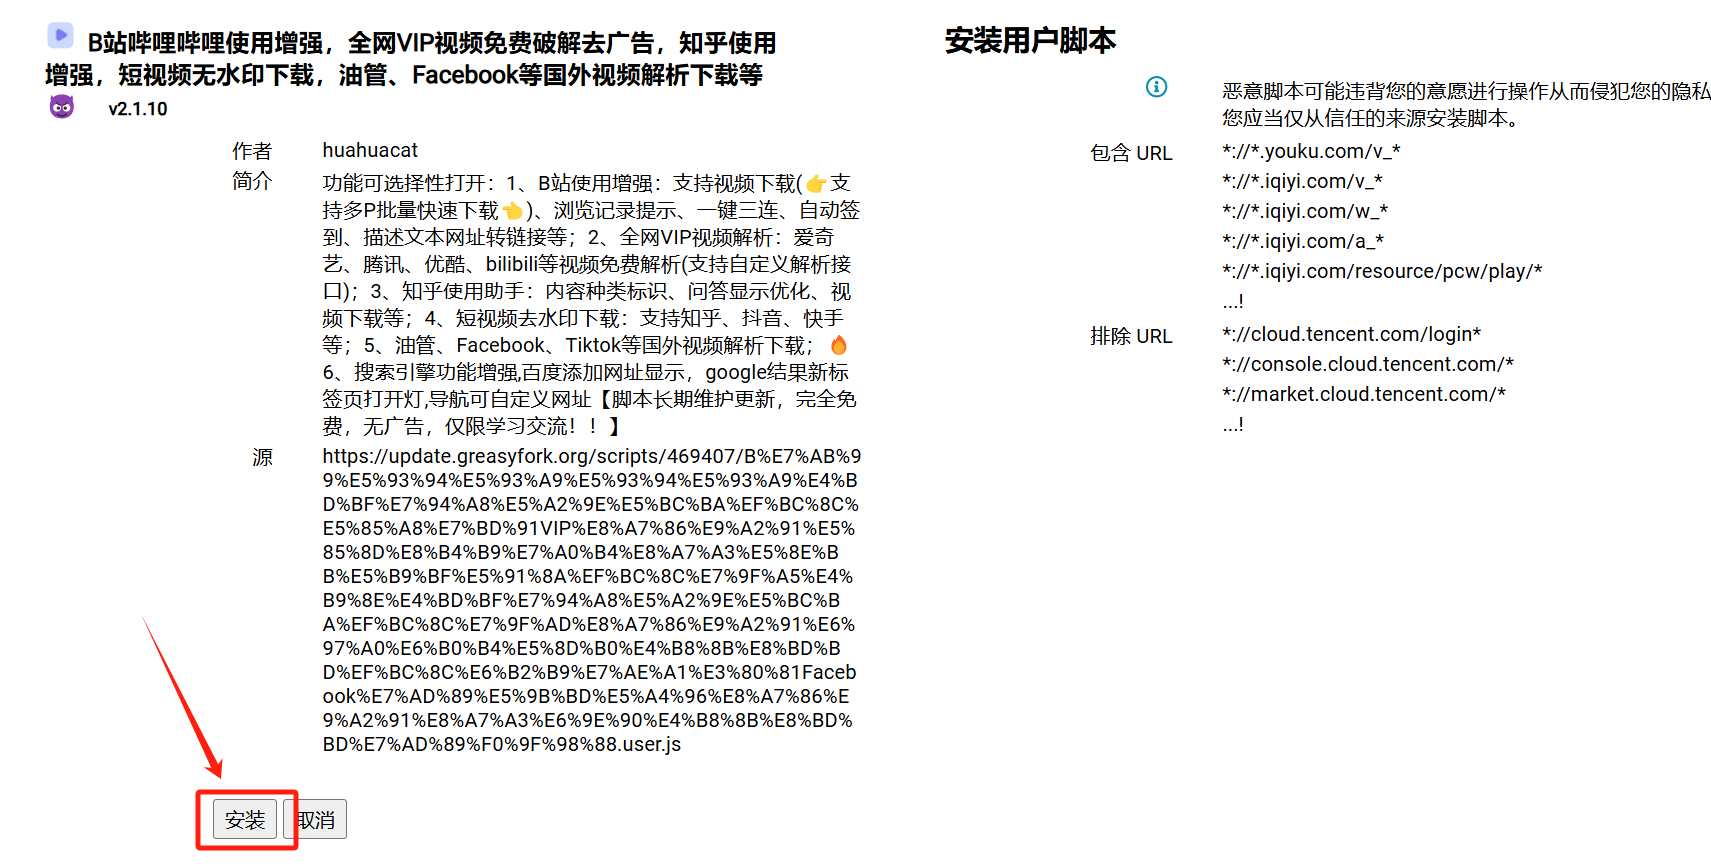 B站哔哩哔哩使用增强，全网VIP视频免费破解去广告，知乎使用
增强，短视频无水印下载，油管、Facebook等国外视频解析下载等
😈 v2.1.10
作者 huahuacat
简介 功能可选择性打开：1、B站使用增强：支持视频下载(👉支
持多P批量快速下载👈)、浏览记录提示、一键三连、自动签
到、描述文本网址转链接等；2、全网VIP视频解析：爱奇
艺、腾讯、优酷、bilibili等视频免费解析(支持自定义解析接
口)；3、知乎使用助手：内容种类标识、问答显示优化、视
频下载等；4、短视频去水印下载：支持知乎、抖音、快手
等；5、油管、Facebook、Tiktok等国外视频解析下载；🔥
6、搜索引擎功能增强,百度添加网址显示，google结果新标
签页打开灯,导航可自定义网址【脚本长期维护更新，完全免
费，无广告，仅限学习交流！！】
源 https://update.greasyfork.org/scripts/469407/B%E7%AB%9
9%E5%93%94%E5%93%A9%E5%93%94%E5%93%A9%E4%B
D%BF%E7%94%A8%E5%A2%9E%E5%BC%BA%EF%BC%8C%
E5%85%A8%E7%BD%91VIP%E8%A7%86%E9%A2%91%E5%
85%8D%E8%B4%B9%E7%A0%B4%E8%A7%A3%E5%8E%B
B%E5%B9%BF%E5%91%8A%EF%BC%8C%E7%9F%A5%E4%
B9%8E%E4%BD%BF%E7%94%A8%E5%A2%9E%E5%BC%B
A%EF%BC%8C%E7%9F%AD%E8%A7%86%E9%A2%91%E6%
97%A0%E6%B0%B4%E5%8D%B0%E4%B8%8B%E8%BD%B
D%EF%BC%8C%E6%B2%B9%E7%AE%A1%E3%80%81Faceb
ook%E7%AD%89%E5%9B%BD%E5%A4%96%E8%A7%86%E
9%A2%91%E8%A7%A3%E6%9E%90%E4%B8%8B%E8%BD%
BD%E7%AD%89%F0%9F%98%88.user.js
安装 取消
安装用户脚本
恶意脚本可能违背您的意愿进行操作从而侵犯您的隐私
您应当仅从信任的来源安装脚本。
包含 URL *://*.youku.com/v_*
*://*.iqiyi.com/v_*
*://*.iqiyi.com/w_*
*://*.iqiyi.com/a_*
*://*.iqiyi.com/resource/pcw/play/*
...!
排除 URL *://cloud.tencent.com/login*
*://console.cloud.tencent.com/*
*://market.cloud.tencent.com/*
...!